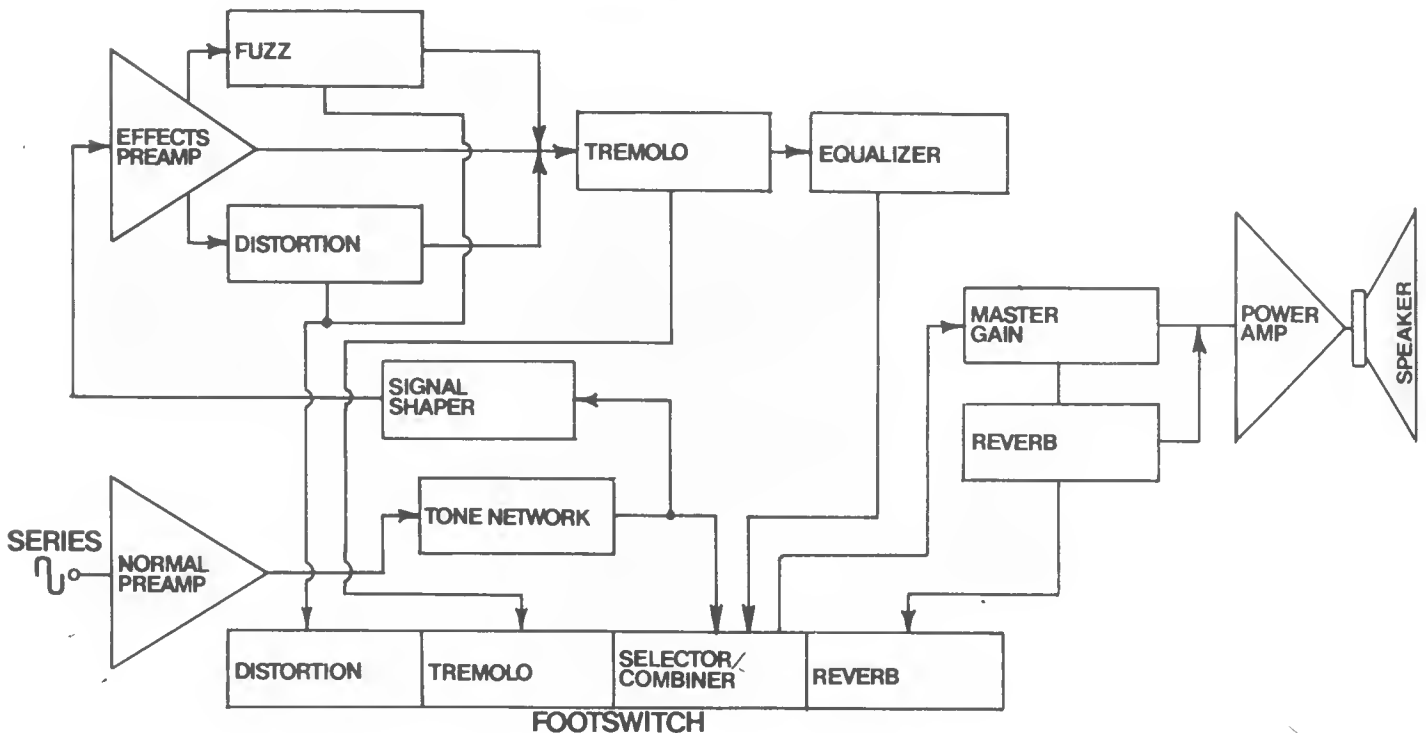 FUZZ
EFFECTS
PREAMP
TREMOLO
EQUALIZER
DISTORTION
MASTER
GAIN
POWER
AMP
SPEAKER
SIGNAL
SHAPER
REVERB
TONE NETWORK
SERIES
NORMAL
PREAMP
DISTORTION
TREMOLO
SELECTOR/
COMBINER
REVERB
FOOTSWITCH